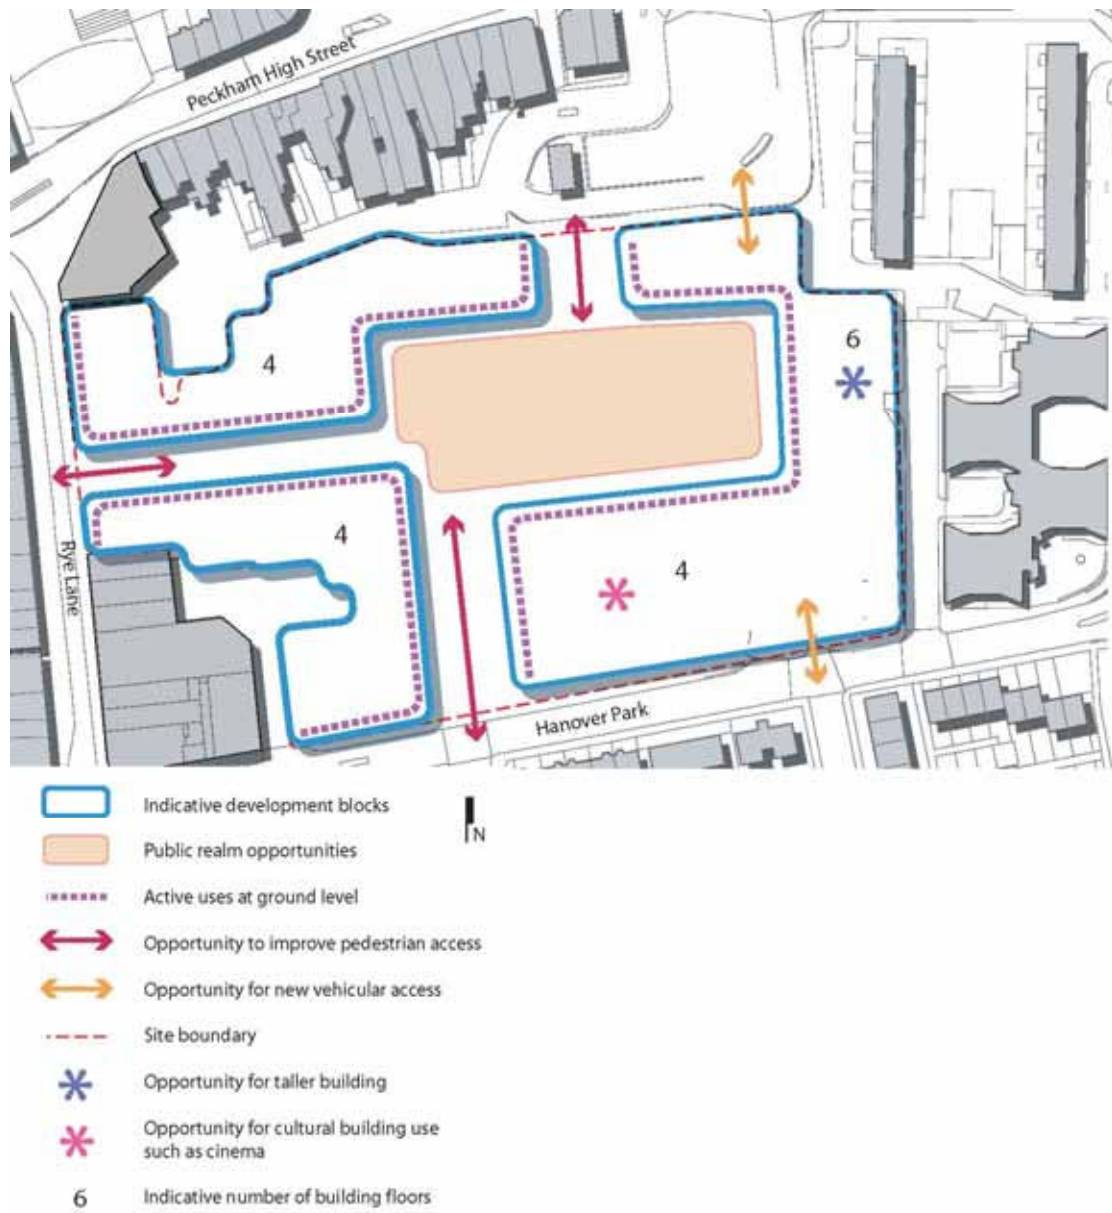 Peckham High Street
6
4
4
4
Rye Lane
Hanover Park
Indicative development blocks
N
Public realm opportunities
Active uses at ground level
Opportunity to improve pedestrian access
Opportunity for new vehicular access
Site boundary
Opportunity for taller building
Opportunity for cultural building use
such as cinema
6 Indicative number of building floors